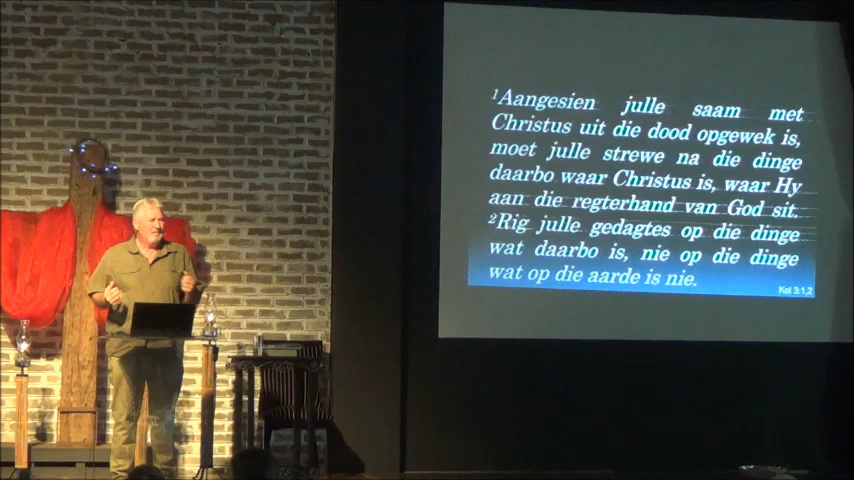 ¹Aangesien julle saam met
Christus uit die dood opgewek is,
moet julle strewe na die dinge
daarbo waar Christus is, waar Hy
aan die regterhand van God sit.
²Rig julle gedagtes op die dinge
wat daarbo is, nie op die dinge
wat op die aarde is nie.
Kol 3:1,2